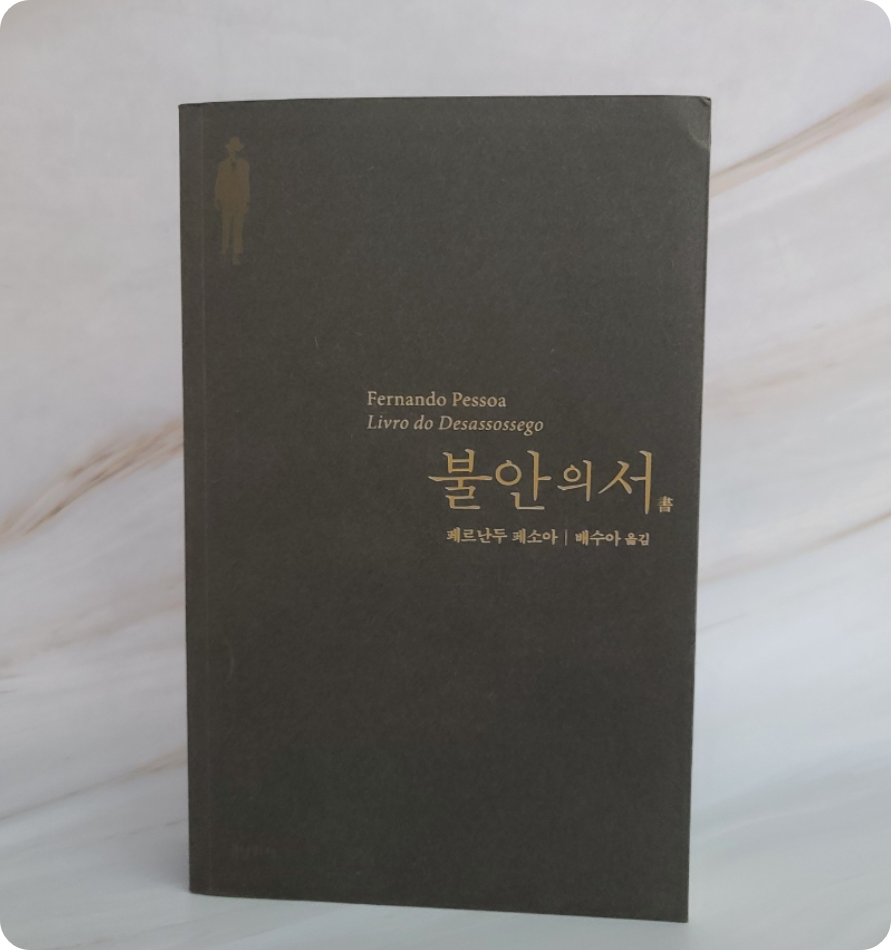 Fernando Pessoa
Livro do Desassossego
불안의서 書
페르난두 페소아 | 배수아 옮김